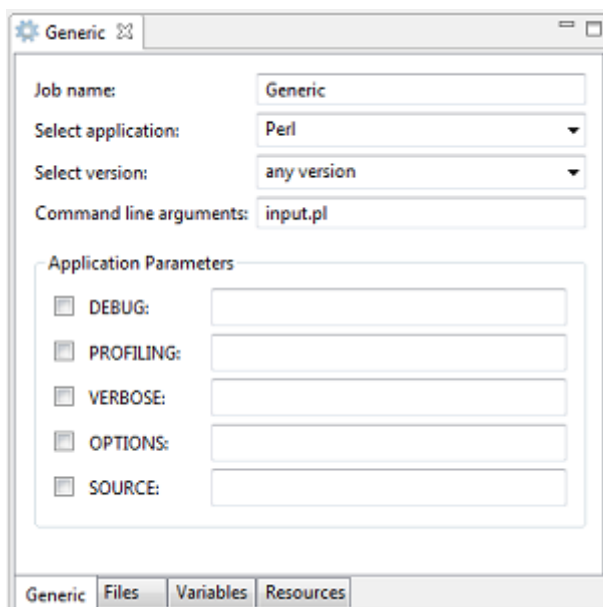 Generic
Job name: Generic
Select application: Perl
Select version: any version
Command line arguments: input.pl
Application Parameters
DEBUG:
PROFILING:
VERBOSE:
OPTIONS:
SOURCE:
Generic Files Variables Resources